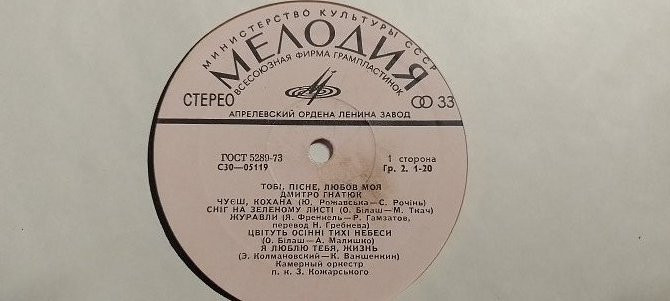 МИНИСТЕРСТВО КУЛЬТУРЫ СССР
МЕЛОДИЯ
ВСЕСОЮЗНАЯ ФИРМА ГРАМПЛАСТИНОК
СТЕРЕО 33
АПРЕЛЕВСКИЙ ОРДЕНА ЛЕНИНА ЗАВОД
ГОСТ 5289-73 1 сторона
С30—05119 Гр. 2. 1-20
ТОБІ, ПІСНЕ, ЛЮБОВ МОЯ
ДМИТРО ГНАТЮК
ЧУЄШ, КОХАНА (Ю. Рожавська—С. Рочінь)
СНІГ НА ЗЕЛЕНОМУ ЛИСТІ (О. Білаш—М. Ткач)
ЖУРАВЛИ (Я. Френкель—Р. Гамзатов,
перевод Н. Гребнева)
ЦВІТУТЬ ОСІННІ ТИХІ НЕБЕСИ
(О. Білаш—А. Малишко)
Я ЛЮБЛЮ ТЕБЯ, ЖИЗНЬ
(Э. Колмановский—К. Ваншенкин)
Камерный оркестр
п. к. З. Кожарського